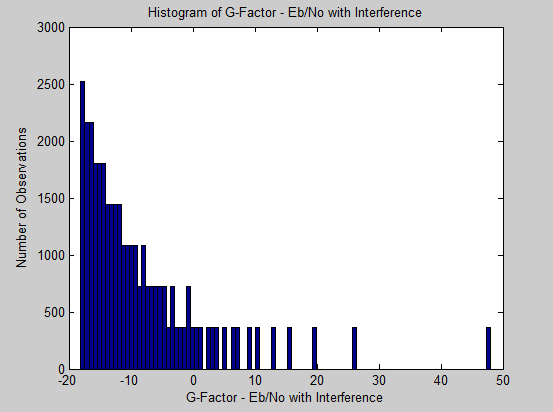 Histogram of G-Factor - Eb/No with Interference
3000
2500
2000
1500
1000
500
0
Number of Observations
-20 -10 0 10 20 30 40 50
G-Factor - Eb/No with Interference